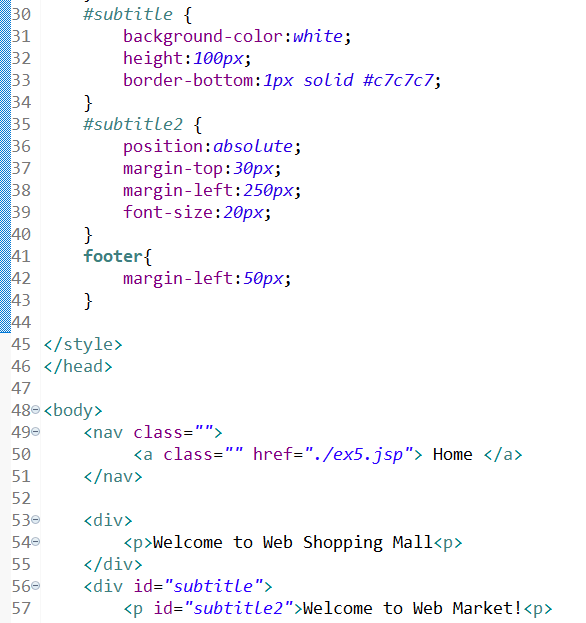 30 #subtitle {
31 background-color:white;
32 height:100px;
33 border-bottom:1px solid #c7c7c7;
34 }
35 #subtitle2 {
36 position:absolute;
37 margin-top:30px;
38 margin-left:250px;
39 font-size:20px;
40 }
41 footer{
42 margin-left:50px;
43 }
44
45 </style>
46 </head>
47
48 <body>
49 <nav class="">
50 <a class="" href="./ex5.jsp"> Home </a>
51 </nav>
52
53 <div>
54 <p>Welcome to Web Shopping Mall<p>
55 </div>
56 <div id="subtitle">
57 <p id="subtitle2">Welcome to Web Market!<p>